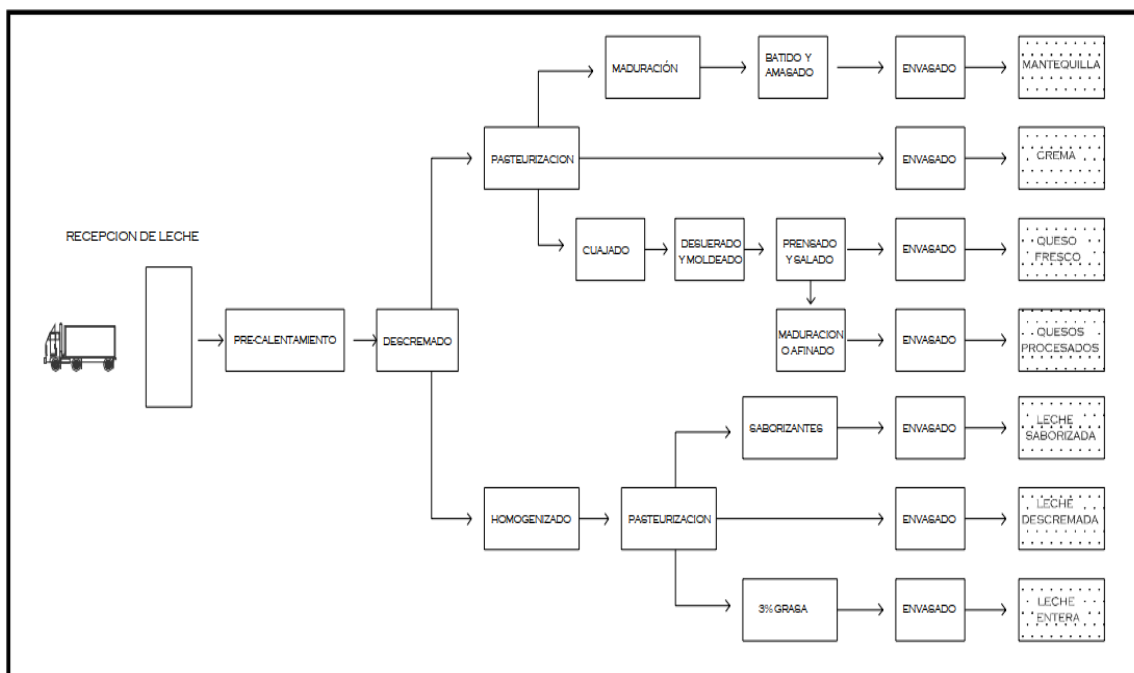 MADURACIÓN
BATIDO Y
AMASADO
ENVASADO
MANTEQUILLA
PASTEURIZACION
ENVASADO
CREMA
RECEPCION DE LECHE
CUAJADO
DESUERADO
Y MOLDEADO
PRENSADO
Y SALADO
ENVASADO
QUESO
FRESCO
PRE-CALENTAMIENTO
DESCREMADO
MADURACION
O AFINADO
ENVASADO
QUESOS
PROCESADOS
SABORIZANTES
ENVASADO
LECHE
SABORIZADA
HOMOGENIZADO
PASTEURIZACION
ENVASADO
LECHE
DESCREMADA
3% GRASA
ENVASADO
LECHE
ENTERA